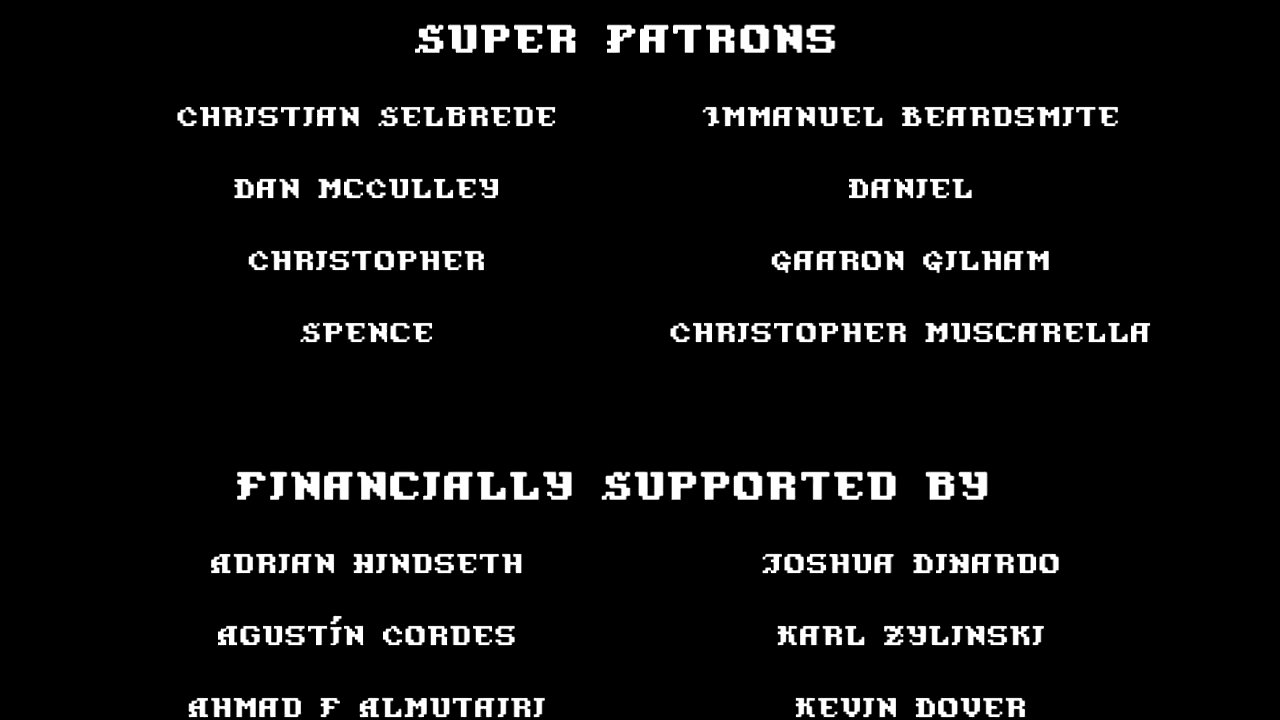 SUPER PATRONS
CHRISTIAN SELBREDE
IMMANUEL BEARDSMITE
DAN MCCULLEY
DANIEL
CHRISTOPHER
GAARON GILHAM
SPENCE
CHRISTOPHER MUSCARELLA
FINANCIALLY SUPPORTED BY
ADRIAN HINDSETH
JOSHUA DINARDO
AGUSTÍN CORDES
KARL ZYLINSKI
AHMAD F ALMUTAIRI
KEVIN DOVER